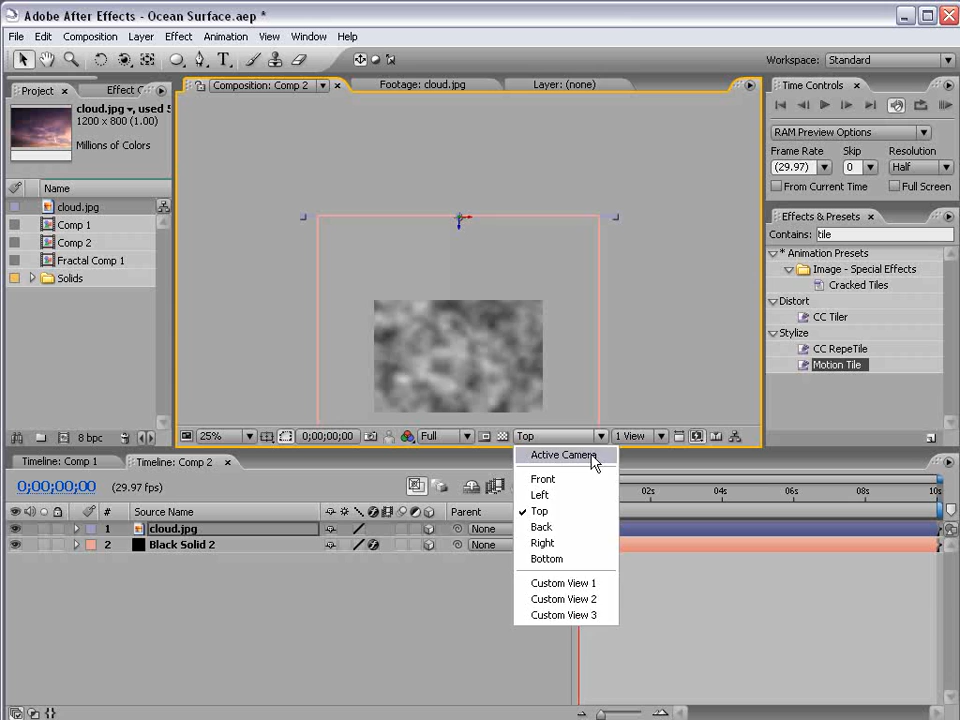 Adobe After Effects - Ocean Surface.aep *
File Edit Composition Layer Effect Animation View Window Help
Workspace: Standard
Project Effect C
cloud.jpg, used 5
1200 x 800 (1.00)
Millions of Colors
Name
cloud.jpg
Comp 1
Comp 2
Fractal Comp 1
Solids
8 bpc
Composition: Comp 2 Footage: cloud.jpg Layer: (none)
25% 0;00;00;00 Full Top 1 View
Active Camera
Front
Left
Top
Back
Right
Bottom
Custom View 1
Custom View 2
Custom View 3
Time Controls
RAM Preview Options
Frame Rate Skip Resolution
(29.97) 0 Half
From Current Time Full Screen
Effects & Presets
Contains: tile
* Animation Presets
Image - Special Effects
Cracked Tiles
Distort
CC Tiler
Stylize
CC RepeTile
Motion Tile
Timeline: Comp 1 Timeline: Comp 2
0;00;00;00 (29.97 fps)
02s 04s 06s 08s 10s
# Source Name Parent
1 cloud.jpg None
2 Black Solid 2 None